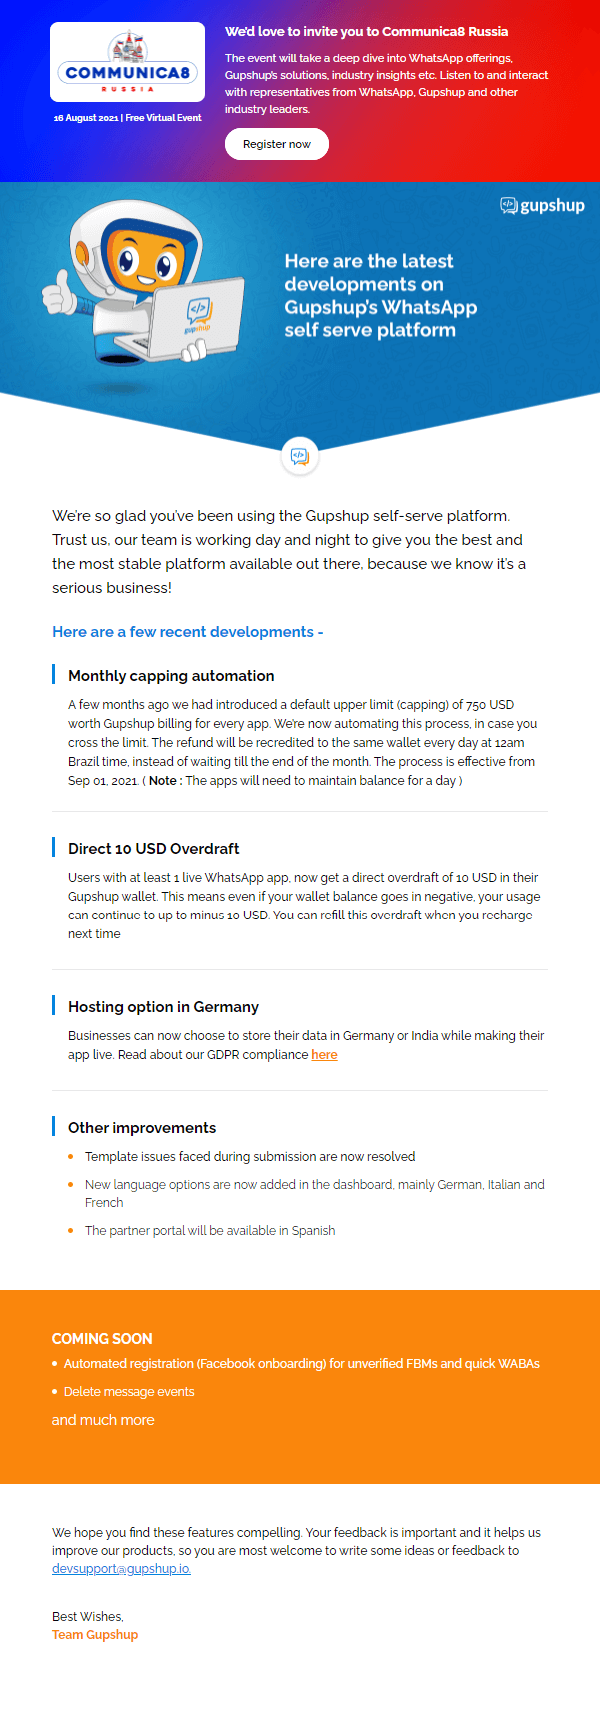 COMMUNICA8
RUSSIA
16 August 2021 | Free Virtual Event
We'd love to invite you to Communica8 Russia
The event will take a deep dive into WhatsApp offerings,
Gupshup's solutions, industry insights etc. Listen to and interact
with representatives from WhatsApp, Gupshup and other
industry leaders.
Register now
gupshup
Here are the latest
developments on
Gupshup's WhatsApp
self serve platform
gupshup
We're so glad you've been using the Gupshup self-serve platform.
Trust us, our team is working day and night to give you the best and
the most stable platform available out there, because we know it's a
serious business!
Here are a few recent developments -
Monthly capping automation
A few months ago we had introduced a default upper limit (capping) of 750 USD
worth Gupshup billing for every app. We're now automating this process, in case you
cross the limit. The refund will be recredited to the same wallet every day at 12am
Brazil time, instead of waiting till the end of the month. The process is effective from
Sep 01, 2021. ( Note : The apps will need to maintain balance for a day )
Direct 10 USD Overdraft
Users with at least 1 live WhatsApp app, now get a direct overdraft of 10 USD in their
Gupshup wallet. This means even if your wallet balance goes in negative, your usage
can continue to up to minus 10 USD. You can refill this overdraft when you recharge
next time
Hosting option in Germany
Businesses can now choose to store their data in Germany or India while making their
app live. Read about our GDPR compliance here
Other improvements
Template issues faced during submission are now resolved
New language options are now added in the dashboard, mainly German, Italian and
French
The partner portal will be available in Spanish
COMING SOON
Automated registration (Facebook onboarding) for unverified FBMs and quick WABAs
Delete message events
and much more
We hope you find these features compelling. Your feedback is important and it helps us
improve our products, so you are most welcome to write some ideas or feedback to
devsupport@gupshup.io.
Best Wishes,
Team Gupshup